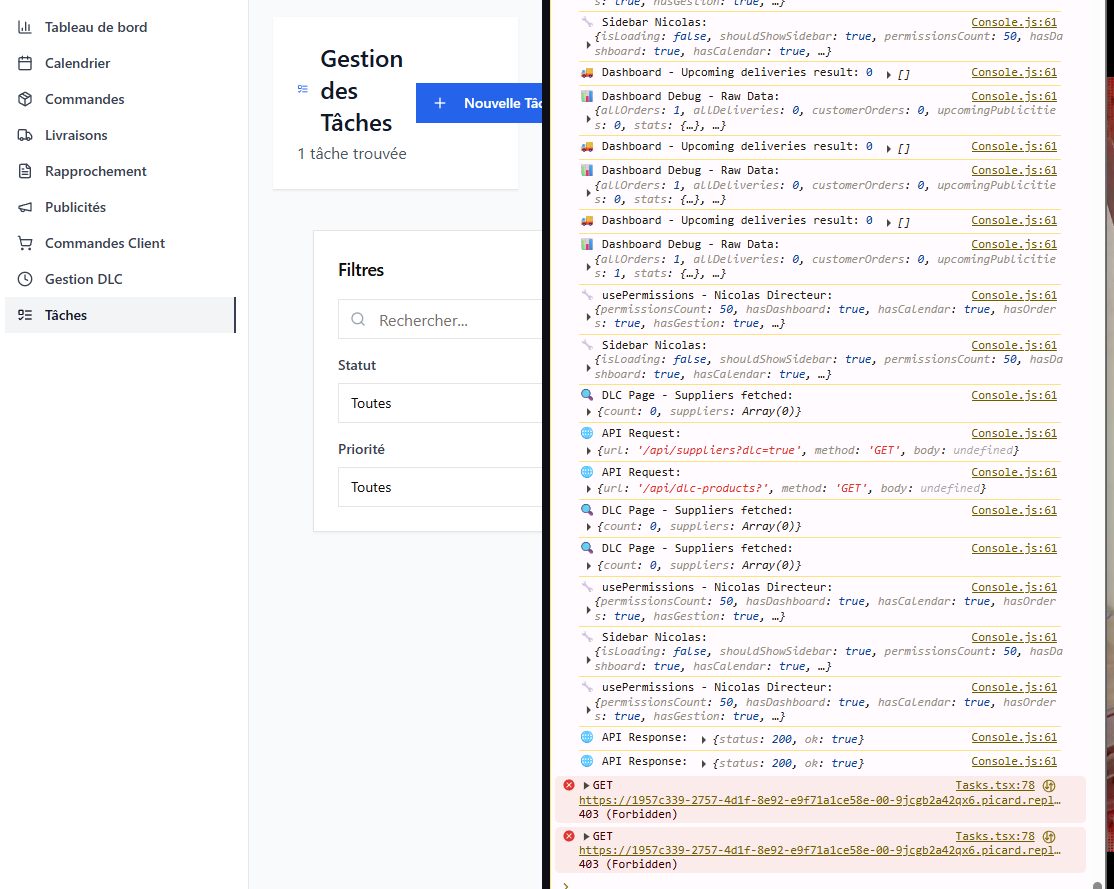 Tableau de bord
Calendrier
Commandes
Livraisons
Rapprochement
Publicités
Commandes Client
Gestion DLC
Tâches
Gestion
des
Tâches
1 tâche trouvée
Nouvelle Tâc
Filtres
Rechercher...
Statut
Toutes
Priorité
Toutes
s: true, hasGestion: true, …}
Sidebar Nicolas: Console.js:61
{isLoading: false, shouldShowSidebar: true, permissionsCount: 50, hasDa
shboard: true, hasCalendar: true, …}
Dashboard - Upcoming deliveries result: 0 ▶ [] Console.js:61
Dashboard Debug - Raw Data: Console.js:61
{allOrders: 1, allDeliveries: 0, customerOrders: 0, upcomingPublicitie
s: 0, stats: {…}, …}
Dashboard - Upcoming deliveries result: 0 ▶ [] Console.js:61
Dashboard Debug - Raw Data: Console.js:61
{allOrders: 1, allDeliveries: 0, customerOrders: 0, upcomingPublicitie
s: 0, stats: {…}, …}
Dashboard - Upcoming deliveries result: 0 ▶ [] Console.js:61
Dashboard Debug - Raw Data: Console.js:61
{allOrders: 1, allDeliveries: 0, customerOrders: 0, upcomingPublicitie
s: 1, stats: {…}, …}
usePermissions - Nicolas Directeur: Console.js:61
{permissionsCount: 50, hasDashboard: true, hasCalendar: true, hasOrder
s: true, hasGestion: true, …}
Sidebar Nicolas: Console.js:61
{isLoading: false, shouldShowSidebar: true, permissionsCount: 50, hasDa
shboard: true, hasCalendar: true, …}
DLC Page - Suppliers fetched: Console.js:61
▶ {count: 0, suppliers: Array(0)}
API Request: Console.js:61
▶ {url: '/api/suppliers?dlc=true', method: 'GET', body: undefined}
API Request: Console.js:61
▶ {url: '/api/dlc-products?', method: 'GET', body: undefined}
DLC Page - Suppliers fetched: Console.js:61
▶ {count: 0, suppliers: Array(0)}
DLC Page - Suppliers fetched: Console.js:61
▶ {count: 0, suppliers: Array(0)}
usePermissions - Nicolas Directeur: Console.js:61
{permissionsCount: 50, hasDashboard: true, hasCalendar: true, hasOrder
s: true, hasGestion: true, …}
Sidebar Nicolas: Console.js:61
{isLoading: false, shouldShowSidebar: true, permissionsCount: 50, hasDa
shboard: true, hasCalendar: true, …}
usePermissions - Nicolas Directeur: Console.js:61
{permissionsCount: 50, hasDashboard: true, hasCalendar: true, hasOrder
s: true, hasGestion: true, …}
API Response: ▶ {status: 200, ok: true} Console.js:61
API Response: ▶ {status: 200, ok: true} Console.js:61
▶ GET Tasks.tsx:78
https://1957c339-2757-4d1f-8e92-e9f71a1ce58e-00-9jcgb2a42qx6.picard.repl…
403 (Forbidden)
▶ GET Tasks.tsx:78
https://1957c339-2757-4d1f-8e92-e9f71a1ce58e-00-9jcgb2a42qx6.picard.repl…
403 (Forbidden)